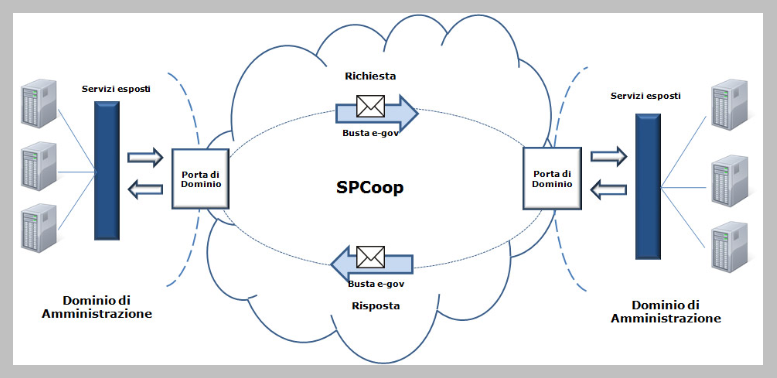 Richiesta
Servizi esposti
Servizi esposti
Busta e-gov
Porta di
Dominio
SPCoop
Porta di
Dominio
Busta e-gov
Risposta
Dominio di
Amministrazione
Dominio di
Amministrazione